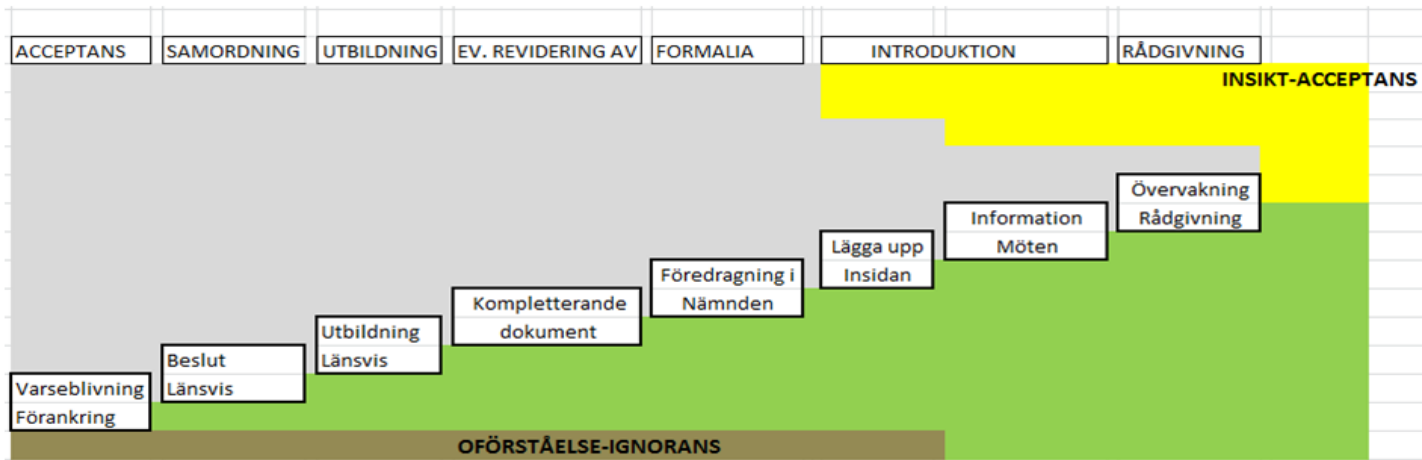 ACCEPTANS SAMORDNING UTBILDNING EV. REVIDERING AV FORMALIA INTRODUKTION RÅDGIVNING
INSIKT-ACCEPTANS
Övervakning
Rådgivning
Information
Möten
Lägga upp
Insidan
Föredragning i
Nämnden
Kompletterande
dokument
Utbildning
Länsvis
Beslut
Länsvis
Varseblivning
Förankring
OFÖRSTÅELSE-IGNORANS